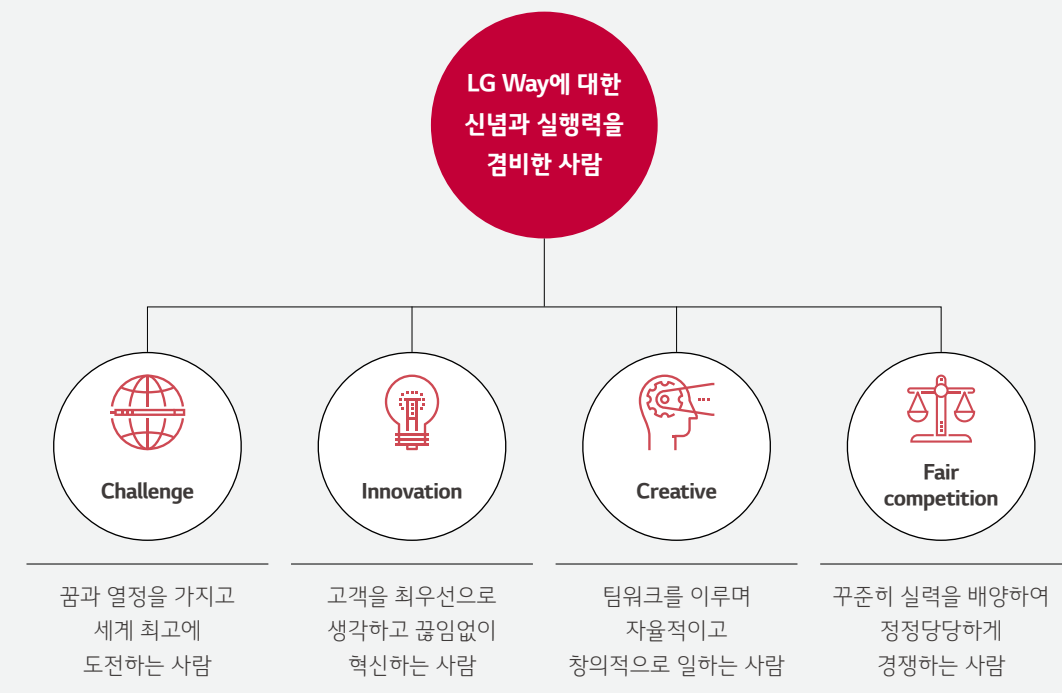 LG Way에 대한
신념과 실행력을
겸비한 사람
Challenge
Innovation
Creative
Fair
competition
꿈과 열정을 가지고
세계 최고에
도전하는 사람
고객을 최우선으로
생각하고 끊임없이
혁신하는 사람
팀워크를 이루며
자율적이고
창의적으로 일하는 사람
꾸준히 실력을 배양하여
정정당당하게
경쟁하는 사람